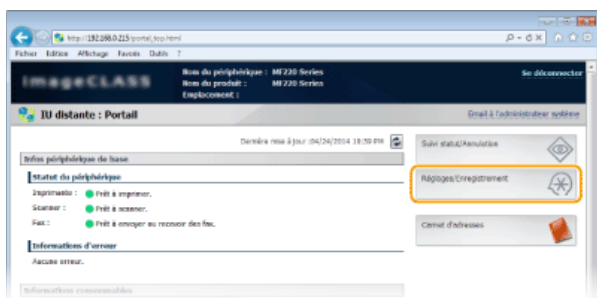 http://192.168.0.215/portal_top.html
Fichier Edition Affichage Favoris Outils ?
imageCLASS
Nom du périphérique : MF220 Series
Nom du produit : MF220 Series
Emplacement :
Se déconnecter
IU distante : Portail
Email à l'administrateur système
Dernière mise à jour :04/24/2014 18:39 PM
Infos périphérique de base
Statut du périphérique
Imprimante : Prêt à imprimer.
Scanner : Prêt à scanner.
Fax : Prêt à envoyer ou recevoir des fax.
Informations d'erreur
Aucune erreur.
Informations consommables
Suivi statut/Annulation
Réglages/Enregistrement
Carnet d'adresses